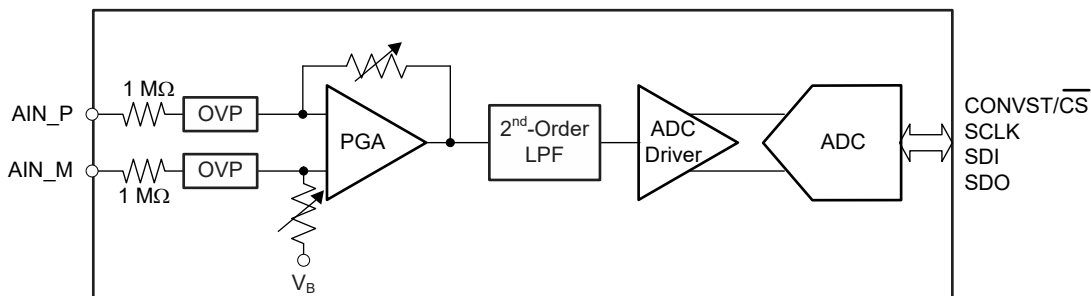 1 MΩ
AIN_P
OVP
PGA
2nd-Order
LPF
ADC
Driver
ADC
CONVST/C̅S̅
SCLK
SDI
SDO
AIN_M
OVP
1 MΩ
VB